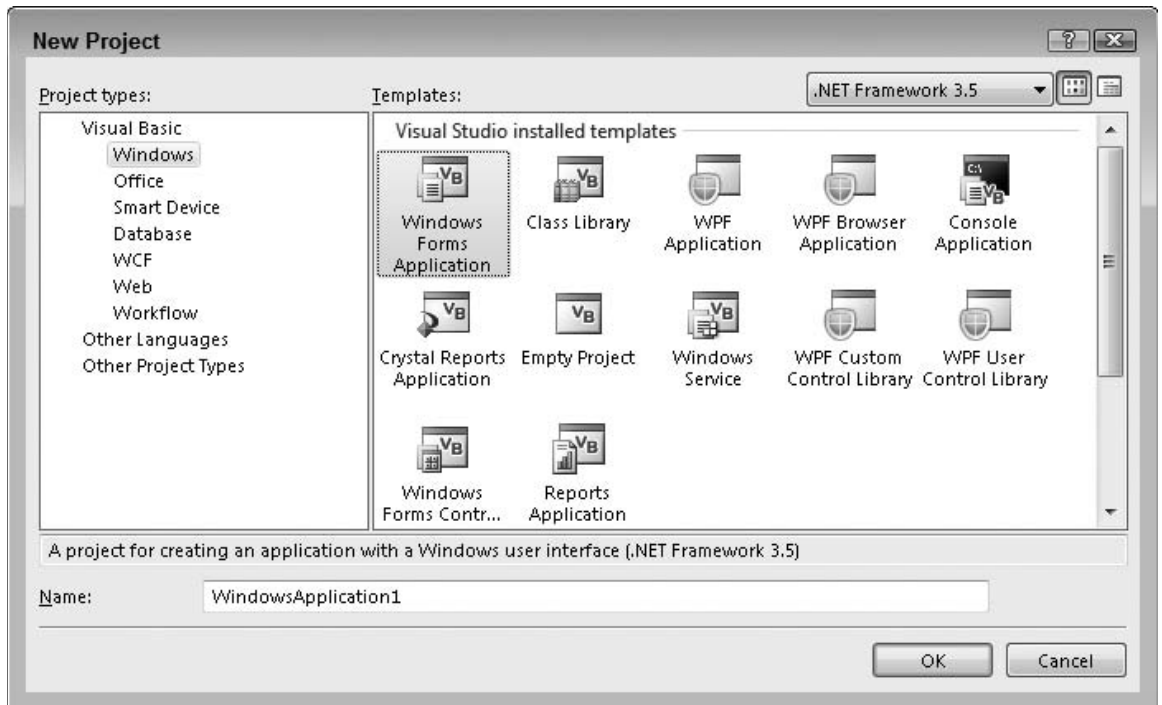 New Project
Project types:
Templates:
.NET Framework 3.5
Visual Basic
Windows
Office
Smart Device
Database
WCF
Web
Workflow
Other Languages
Other Project Types
Visual Studio installed templates
Windows
Forms
Application
Class Library
WPF
Application
WPF Browser
Application
Console
Application
Crystal Reports
Application
Empty Project
Windows
Service
WPF Custom
Control Library
WPF User
Control Library
Windows
Forms Contr...
Reports
Application
A project for creating an application with a Windows user interface (.NET Framework 3.5)
Name:
WindowsApplication1
OK
Cancel